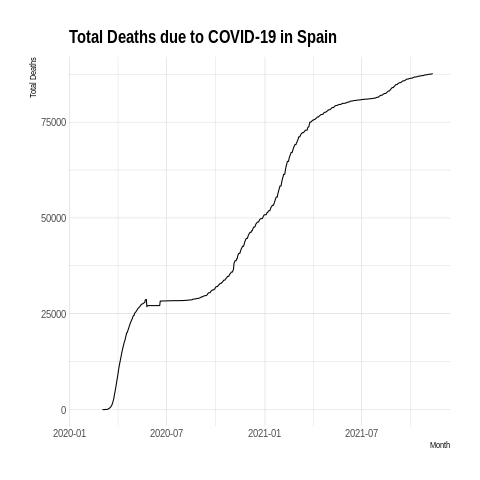 Total Deaths due to COVID-19 in Spain
Total Deaths
75000
50000
25000
0
2020-01 2020-07 2021-01 2021-07
Month